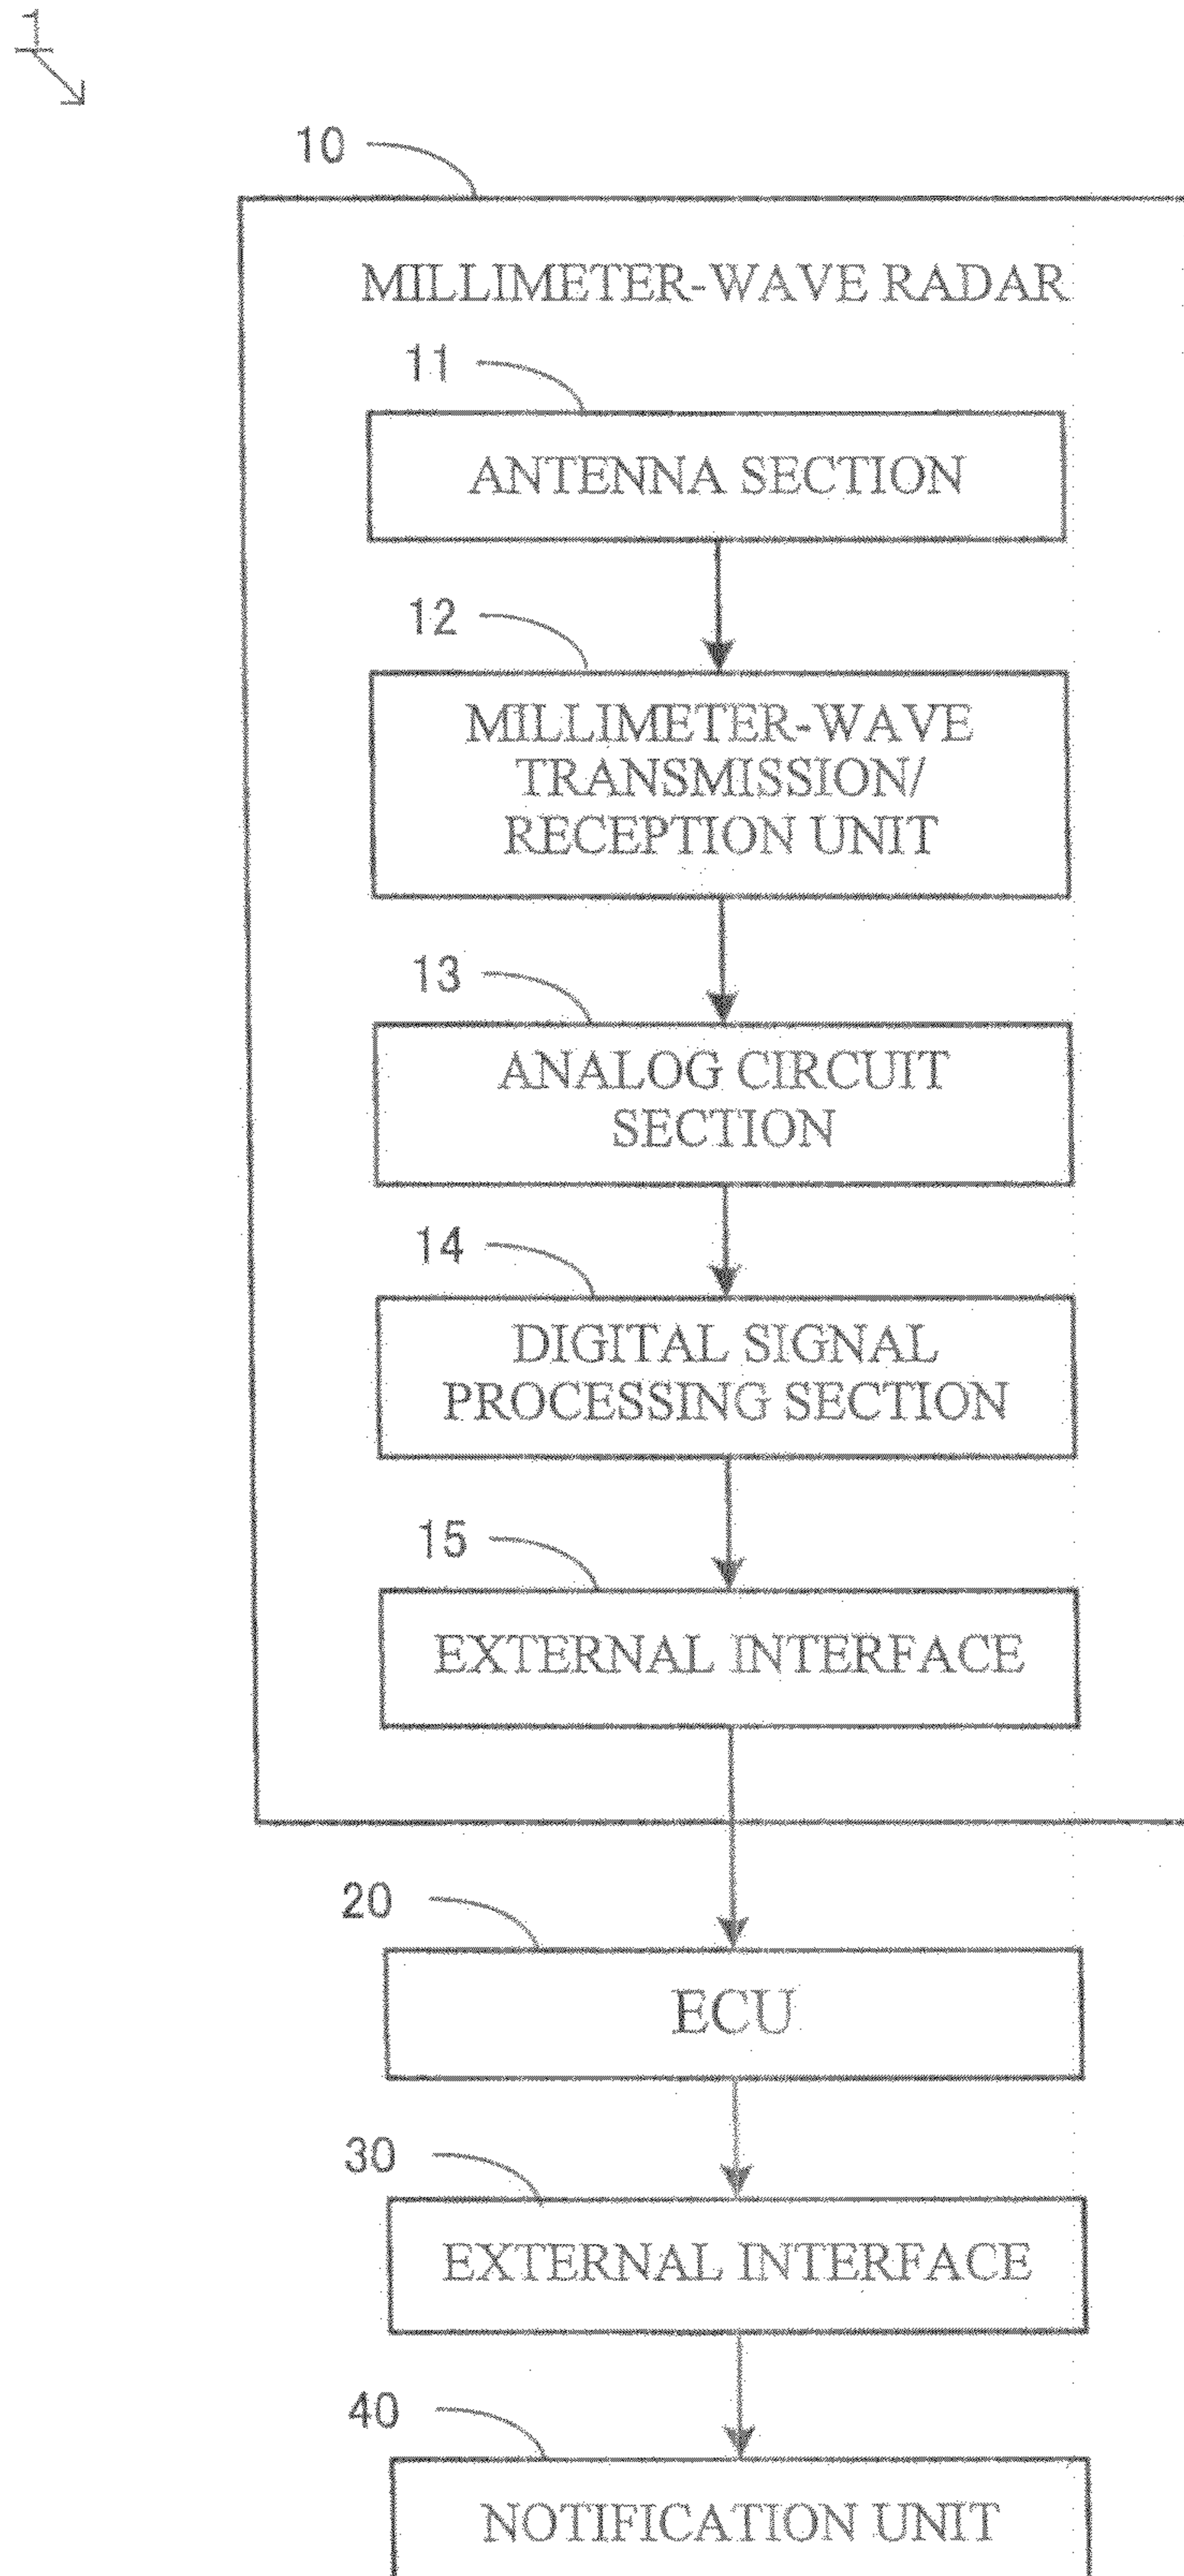 1
10
MILLIMETER-WAVE RADAR
11
ANTENNA SECTION
12
MILLIMETER-WAVE
TRANSMISSION/
RECEPTION UNIT
13
ANALOG CIRCUIT
SECTION
14
DIGITAL SIGNAL
PROCESSING SECTION
15
EXTERNAL INTERFACE
20
ECU
30
EXTERNAL INTERFACE
40
NOTIFICATION UNIT